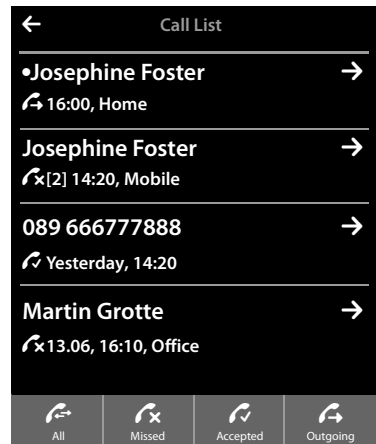 Call List
•Josephine Foster
16:00, Home
Josephine Foster
[2] 14:20, Mobile
089 666777888
Yesterday, 14:20
Martin Grotte
13.06, 16:10, Office
All Missed Accepted Outgoing